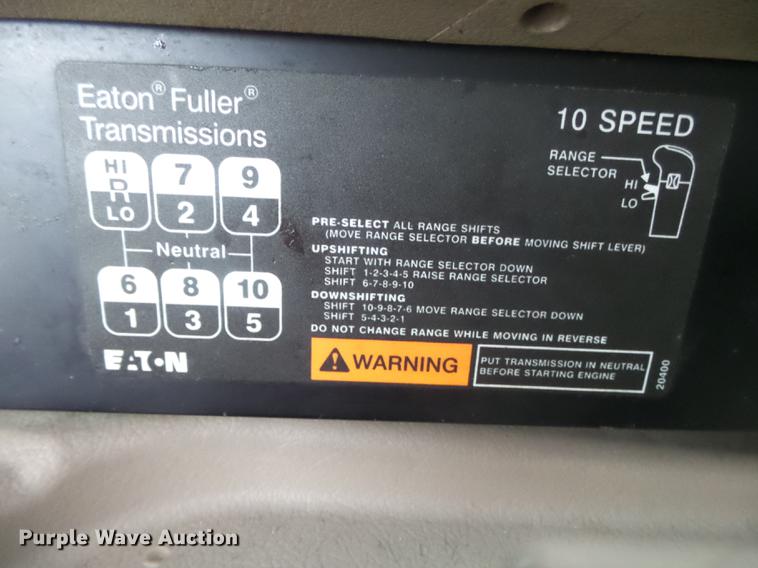 Eaton® Fuller®
Transmissions
10 SPEED
RANGE
SELECTOR
HI
LO
HI
R
LO
7
2
9
4
Neutral
6
1
8
3
10
5
PRE-SELECT ALL RANGE SHIFTS
(MOVE RANGE SELECTOR BEFORE MOVING SHIFT LEVER)
UPSHIFTING
START WITH RANGE SELECTOR DOWN
SHIFT 1-2-3-4-5 RAISE RANGE SELECTOR
SHIFT 6-7-8-9-10
DOWNSHIFTING
SHIFT 10-9-8-7-6 MOVE RANGE SELECTOR DOWN
SHIFT 5-4-3-2-1
DO NOT CHANGE RANGE WHILE MOVING IN REVERSE
EATON
WARNING
PUT TRANSMISSION IN NEUTRAL
BEFORE STARTING ENGINE
20400
Purple Wave Auction